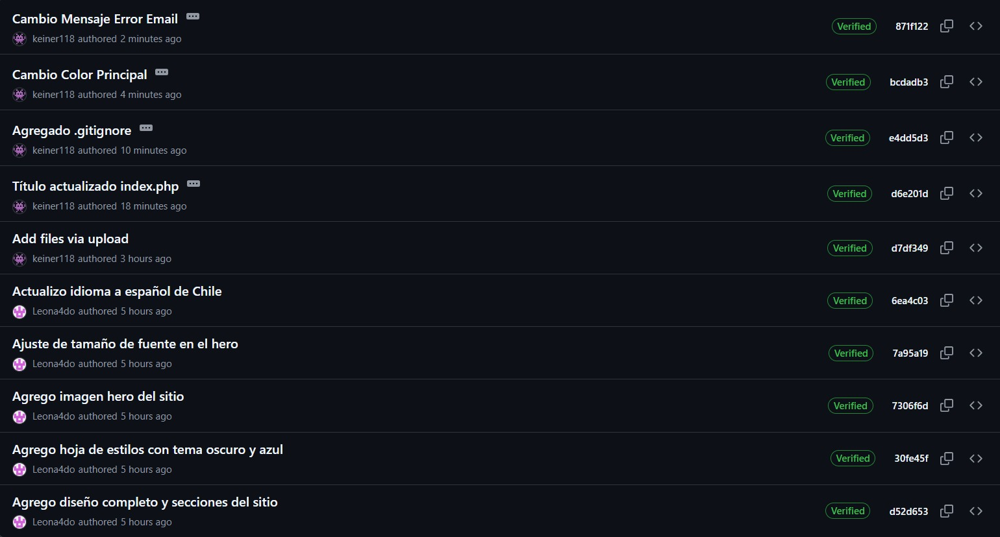 Cambio Mensaje Error Email
keiner118 authored 2 minutes ago
Verified 871f122
Cambio Color Principal
keiner118 authored 4 minutes ago
Verified bcdadb3
Agregado .gitignore
keiner118 authored 10 minutes ago
Verified e4dd5d3
Título actualizado index.php
keiner118 authored 18 minutes ago
Verified d6e201d
Add files via upload
keiner118 authored 3 hours ago
Verified d7df349
Actualizo idioma a español de Chile
Leona4do authored 5 hours ago
Verified 6ea4c03
Ajuste de tamaño de fuente en el hero
Leona4do authored 5 hours ago
Verified 7a95a19
Agrego imagen hero del sitio
Leona4do authored 5 hours ago
Verified 7306f6d
Agrego hoja de estilos con tema oscuro y azul
Leona4do authored 5 hours ago
Verified 30fe45f
Agrego diseño completo y secciones del sitio
Leona4do authored 5 hours ago
Verified d52d653